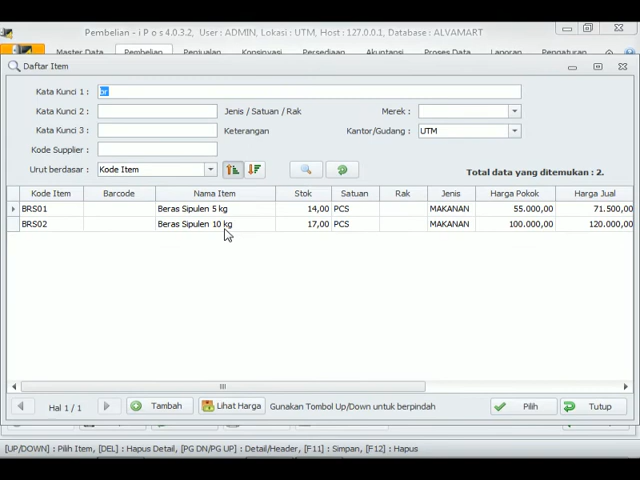 Pembelian - i P o s 4.0.3.2, User : ADMIN, Lokasi : UTM, Host : 127.0.0.1, Database : ALVAMART
Master Data Pembelian Penjualan Konsinyasi Persediaan Akuntansi Proses Data Laporan Pengaturan
Daftar Item
Kata Kunci 1 : br
Kata Kunci 2 : Jenis / Satuan / Rak Merek :
Kata Kunci 3 : Keterangan Kantor/Gudang : UTM
Kode Supplier :
Urut berdasar : Kode Item Total data yang ditemukan : 2.
Kode Item Barcode Nama Item Stok Satuan Rak Jenis Harga Pokok Harga Jual
BRS01 Beras Sipulen 5 kg 14,00 PCS MAKANAN 55.000,00 71.500,00
BRS02 Beras Sipulen 10 kg 17,00 PCS MAKANAN 100.000,00 120.000,00
Hal 1 / 1 Tambah Lihat Harga Gunakan Tombol Up/Down untuk berpindah Pilih Tutup
[UP/DOWN] : Pilih Item, [DEL] : Hapus Detail, [PG DN/PG UP] : Detail/Header, [F11] : Simpan, [F12] : Hapus